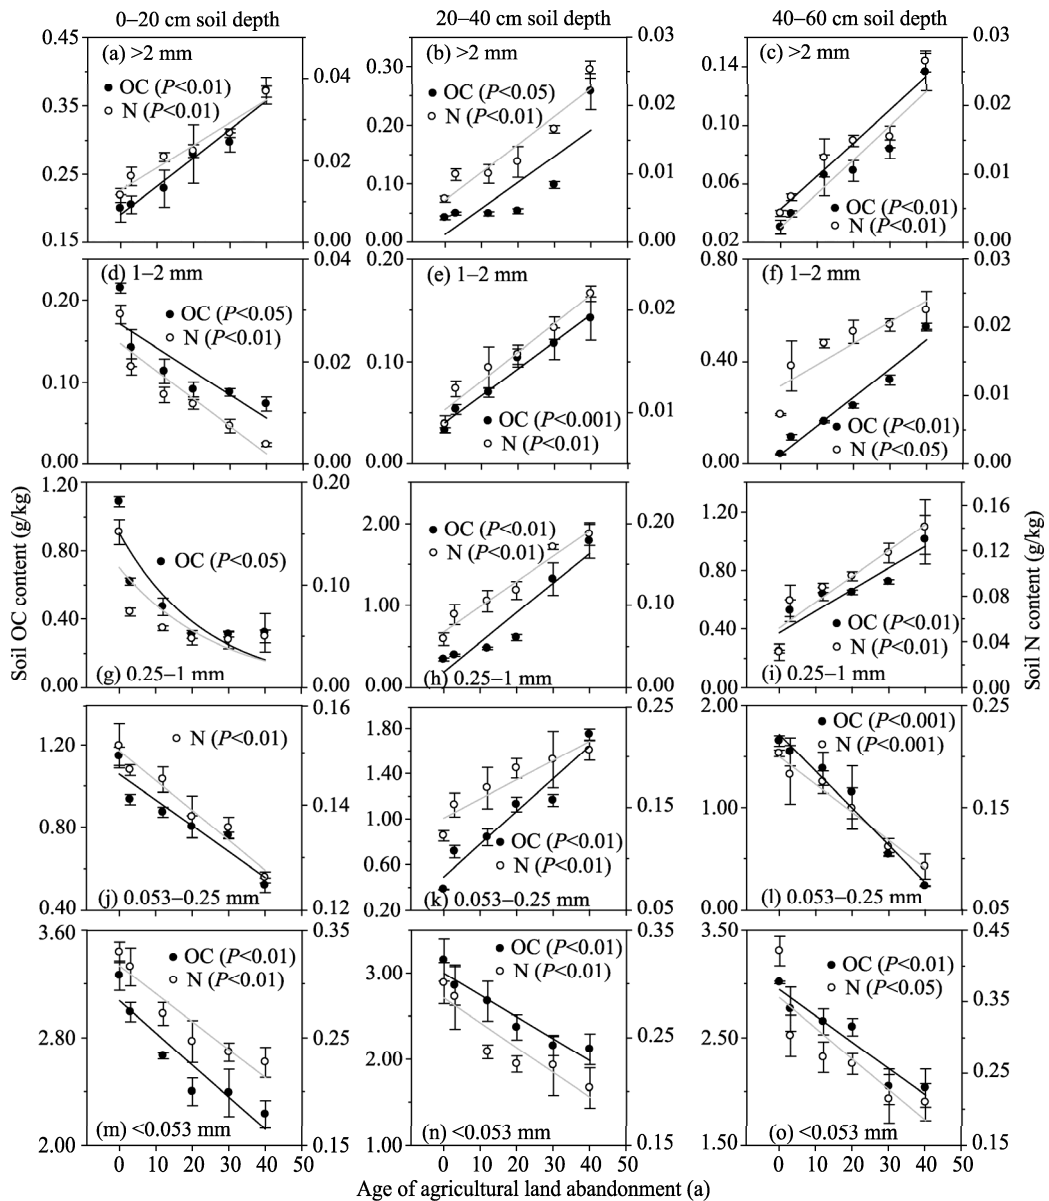 0–20 cm soil depth
20–40 cm soil depth
40–60 cm soil depth
(a) >2 mm
OC (P<0.01)
N (P<0.01)
0.45
0.35
0.25
0.15
0.04
0.02
0.00
(b) >2 mm
OC (P<0.05)
N (P<0.01)
0.30
0.20
0.10
0.00
0.03
0.02
0.01
0.00
(c) >2 mm
OC (P<0.01)
N (P<0.01)
0.14
0.10
0.06
0.02
0.03
0.02
0.01
0.00
(d) 1–2 mm
OC (P<0.05)
N (P<0.01)
0.20
0.10
0.00
0.04
0.02
0.00
(e) 1–2 mm
OC (P<0.001)
N (P<0.01)
0.20
0.10
0.00
0.02
0.01
(f) 1–2 mm
OC (P<0.01)
N (P<0.05)
0.80
0.40
0.00
0.03
0.02
0.01
0.00
Soil OC content (g/kg)
Soil N content (g/kg)
OC (P<0.05)
(g) 0.25–1 mm
1.20
0.80
0.40
0.00
0.20
0.10
0.00
OC (P<0.01)
N (P<0.01)
(h) 0.25–1 mm
2.00
1.00
0.00
0.20
0.10
0.00
OC (P<0.01)
N (P<0.01)
(i) 0.25–1 mm
1.20
0.80
0.40
0.00
0.16
0.12
0.08
0.04
0.00
N (P<0.01)
(j) 0.053–0.25 mm
1.20
0.80
0.40
0.16
0.14
0.12
OC (P<0.01)
N (P<0.01)
(k) 0.053–0.25 mm
1.80
1.40
1.00
0.60
0.20
0.25
0.15
0.05
OC (P<0.001)
N (P<0.001)
(l) 0.053–0.25 mm
2.00
1.00
0.00
0.25
0.15
0.05
OC (P<0.01)
N (P<0.01)
(m) <0.053 mm
3.60
2.80
2.00
0.35
0.25
0.15
OC (P<0.01)
N (P<0.01)
(n) <0.053 mm
3.00
2.00
1.00
0.35
0.25
0.15
OC (P<0.01)
N (P<0.05)
(o) <0.053 mm
3.50
2.50
1.50
0.45
0.35
0.25
0.15
0 10 20 30 40 50
0 10 20 30 40 50
0 10 20 30 40 50
Age of agricultural land abandonment (a)